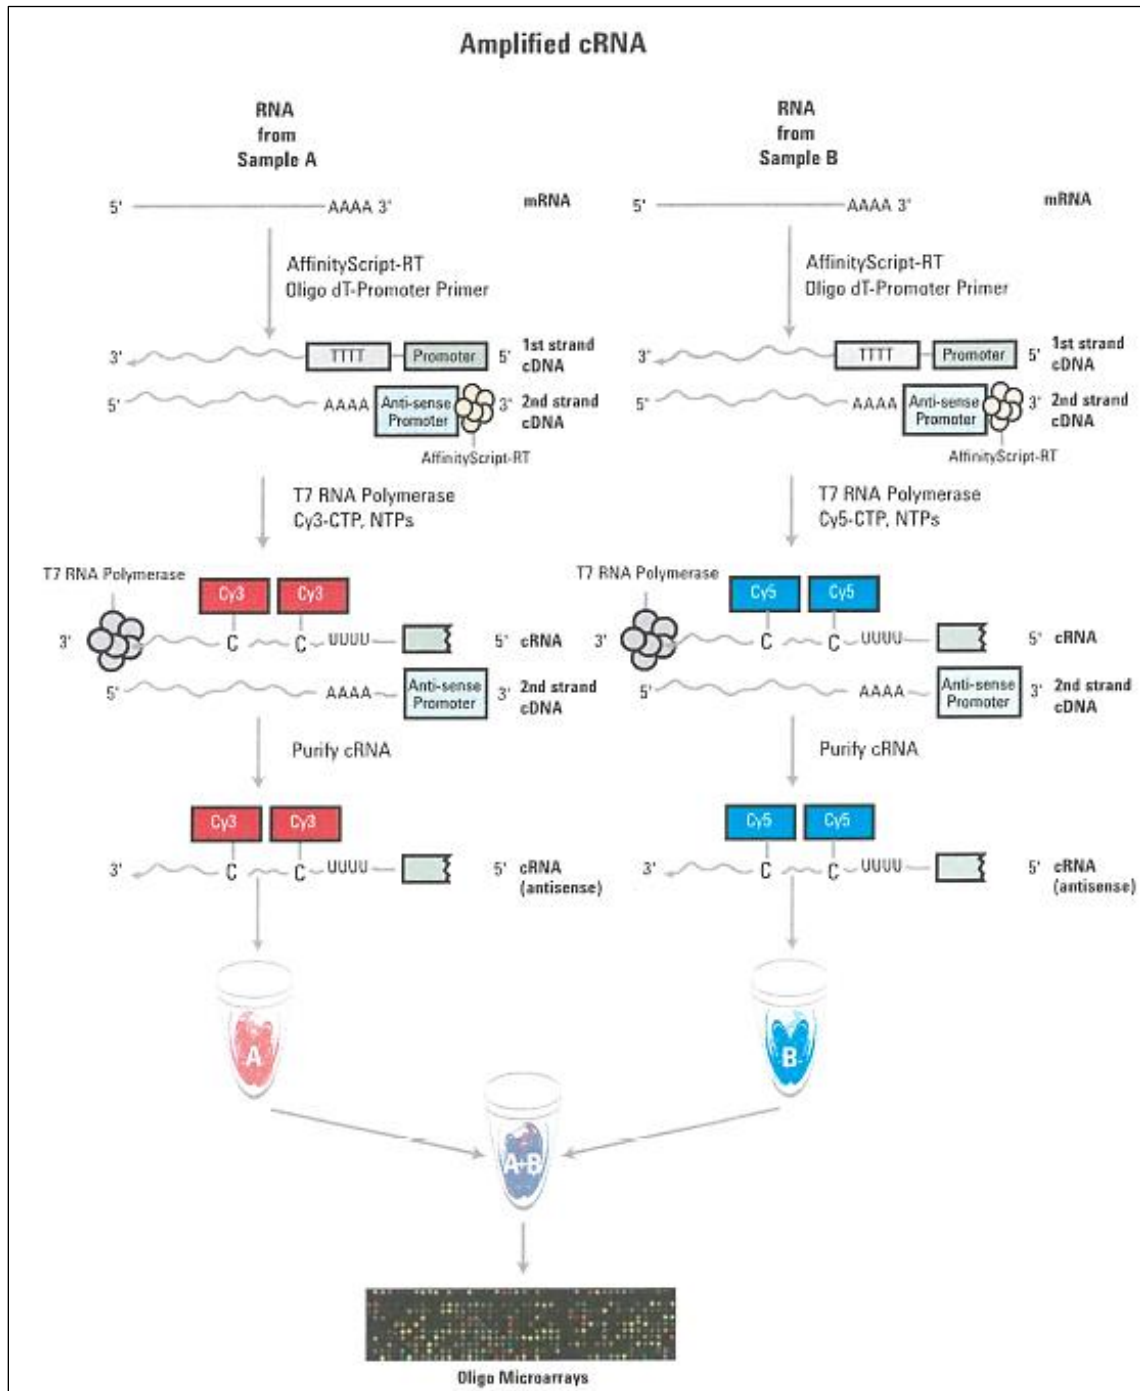 Amplified cRNA
RNA
from
Sample A
RNA
from
Sample B
5' AAAA 3' mRNA
5' AAAA 3' mRNA
AffinityScript-RT
Oligo dT-Promoter Primer
AffinityScript-RT
Oligo dT-Promoter Primer
3' TTTT Promoter 5' 1st strand
cDNA
3' TTTT Promoter 5' 1st strand
cDNA
5' AAAA Anti-sense
Promoter 3' 2nd strand
cDNA
AffinityScript-RT
5' AAAA Anti-sense
Promoter 3' 2nd strand
cDNA
AffinityScript-RT
T7 RNA Polymerase
Cy3-CTP, NTPs
T7 RNA Polymerase
Cy5-CTP, NTPs
T7 RNA Polymerase
Cy3 Cy3
3' C C UUUU 5' cRNA
T7 RNA Polymerase
Cy5 Cy5
3' C C UUUU 5' cRNA
5' AAAA Anti-sense
Promoter 3' 2nd strand
cDNA
5' AAAA Anti-sense
Promoter 3' 2nd strand
cDNA
Purify cRNA
Purify cRNA
Cy3 Cy3
3' C C UUUU 5' cRNA
(antisense)
Cy5 Cy5
3' C C UUUU 5' cRNA
(antisense)
A
B
A+B
Oligo Microarrays